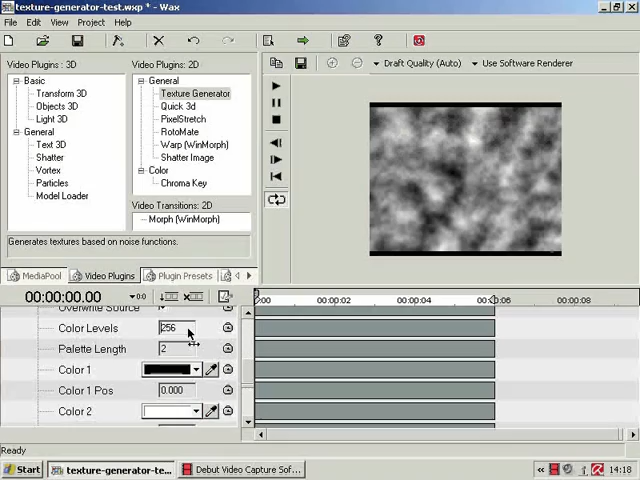 texture-generator-test.wxp * - Wax
File Edit View Project Help
Draft Quality (Auto) Use Software Renderer
Video Plugins : 3D
Basic
Transform 3D
Objects 3D
Light 3D
General
Text 3D
Shatter
Vortex
Particles
Model Loader
Video Plugins: 2D
General
Texture Generator
Quick 3d
PixelStretch
RotoMate
Warp (WinMorph)
Shatter Image
Color
Chroma Key
Video Transitions: 2D
Morph (WinMorph)
Generates textures based on noise functions.
MediaPool Video Plugins Plugin Presets
00:00:00.00
:00 00:00:02 00:00:04 00:00:06 00:00:08
Overwrite Source
Color Levels 256
Palette Length 2
Color 1
Color 1 Pos 0.000
Color 2
Ready
Start texture-generator-te... Debut Video Capture Sof... 14:18